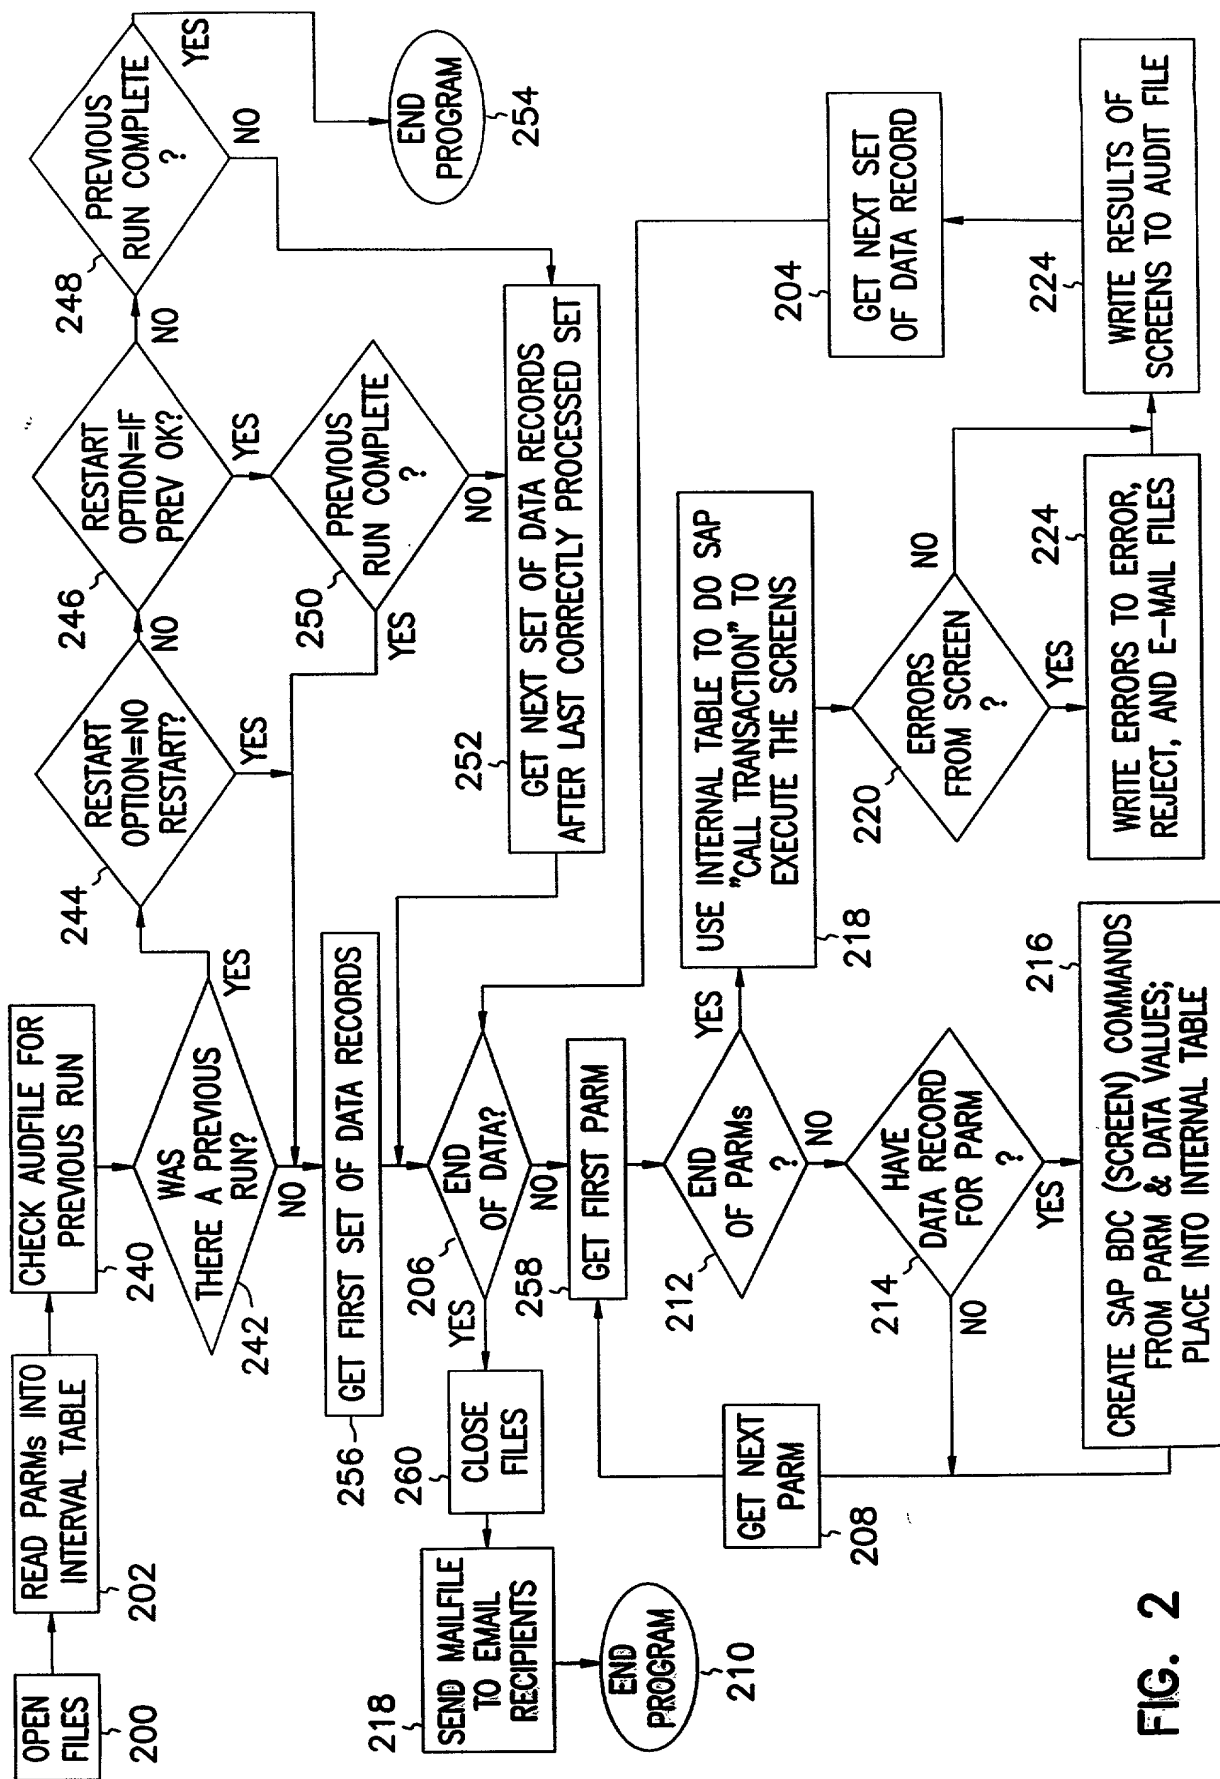 OPEN
FILES
200
READ PARMs INTO
INTERVAL TABLE
202
CHECK AUDFILE FOR
PREVIOUS RUN
240
WAS
THERE A PREVIOUS
RUN?
242
YES
NO
RESTART
OPTION=NO
RESTART?
244
NO
YES
RESTART
OPTION=IF
PREV OK?
246
NO
YES
PREVIOUS
RUN COMPLETE
?
248
YES
NO
END
PROGRAM
254
PREVIOUS
RUN COMPLETE
?
250
YES
NO
GET NEXT SET OF DATA RECORDS
AFTER LAST CORRECTLY PROCESSED SET
252
GET FIRST SET OF DATA RECORDS
256
END
OF DATA?
206
YES
NO
CLOSE
FILES
260
SEND MAILFILE
TO EMAIL
RECIPIENTS
218
END
PROGRAM
210
GET FIRST PARM
258
END
OF PARMs
?
212
YES
NO
HAVE
DATA RECORD
FOR PARM
?
214
NO
YES
GET NEXT
PARM
208
CREATE SAP BDC (SCREEN) COMMANDS
FROM PARM & DATA VALUES;
PLACE INTO INTERNAL TABLE
216
USE INTERNAL TABLE TO DO SAP
"CALL TRANSACTION" TO
EXECUTE THE SCREENS
218
ERRORS
FROM SCREEN
?
220
NO
YES
WRITE ERRORS TO ERROR,
REJECT, AND E-MAIL FILES
224
WRITE RESULTS OF
SCREENS TO AUDIT FILE
224
GET NEXT SET
OF DATA RECORD
204
FIG. 2